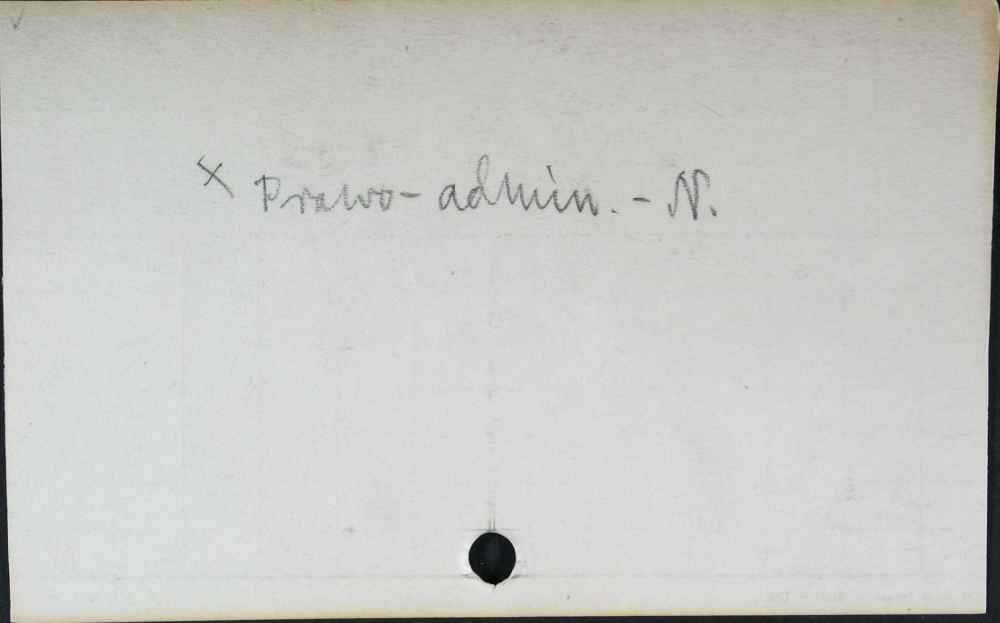 x Prawo - admin. - N.